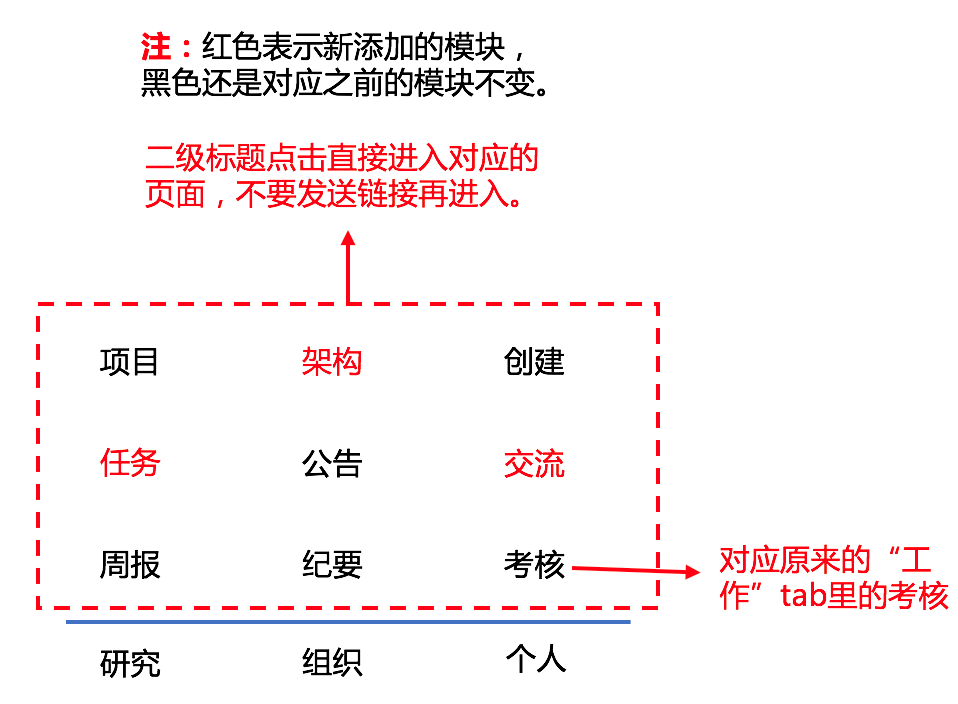 注：红色表示新添加的模块，
黑色还是对应之前的模块不变。
二级标题点击直接进入对应的
页面，不要发送链接再进入。
项目 架构 创建
任务 公告 交流
周报 纪要 考核
对应原来的“工
作”tab里的考核
研究 组织 个人